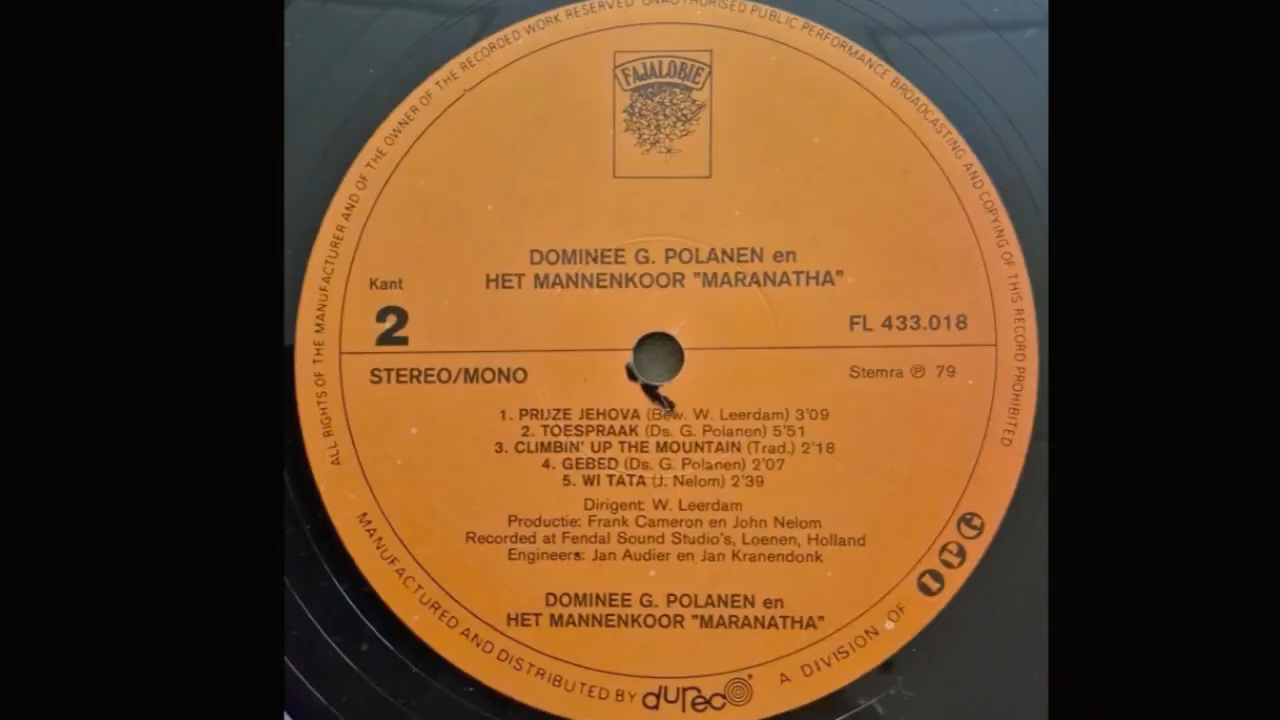 ALL RIGHTS OF THE MANUFACTURER AND OF THE OWNER OF THE RECORDED WORK RESERVED UNAUTHORISED PUBLIC PERFORMANCE BROADCASTING AND COPYING OF THIS RECORD PROHIBITED
FAJALOBIE
DOMINEE G. POLANEN en
HET MANNENKOOR "MARANATHA"
Kant
2
FL 433.018
STEREO/MONO
Stemra ℗ 79
1. PRIJZE JEHOVA (Bew. W. Leerdam) 3'09
2. TOESPRAAK (Ds. G. Polanen) 5'51
3. CLIMBIN' UP THE MOUNTAIN (Trad.) 2'18
4. GEBED (Ds. G. Polanen) 2'07
5. WI TATA (J. Nelom) 2'39
Dirigent: W. Leerdam
Productie: Frank Cameron en John Nelom
Recorded at Fendal Sound Studio's, Loenen, Holland
Engineers: Jan Audier en Jan Kranendonk
DOMINEE G. POLANEN en
HET MANNENKOOR "MARANATHA"
MANUFACTURED AND DISTRIBUTED BY dureco A DIVISION OF